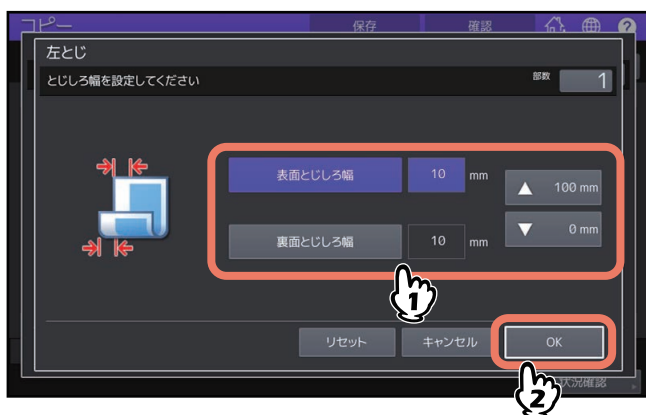 コピー 保存 確認 ?
左とじ
とじしろ幅を設定してください 部数 1
表面とじしろ幅 10 mm ▲ 100 mm
裏面とじしろ幅 10 mm ▼ 0 mm
1
リセット キャンセル OK
状況確認
2